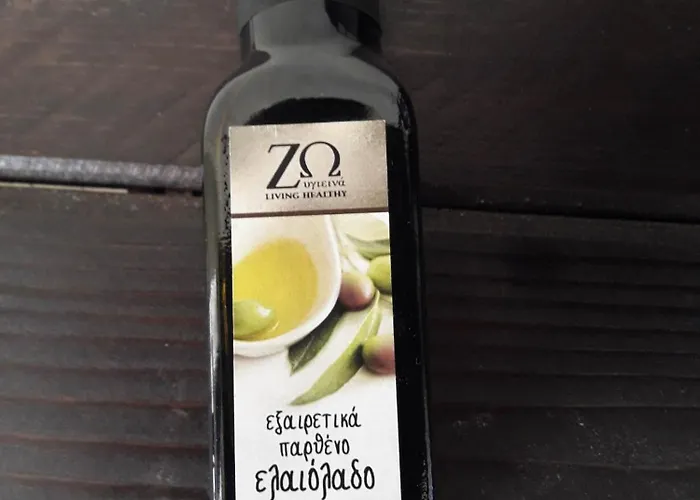 ΖΩ
υγιεινά
LIVING HEALTHY
εξαιρετικά
παρθένο
ελαιόλαδο